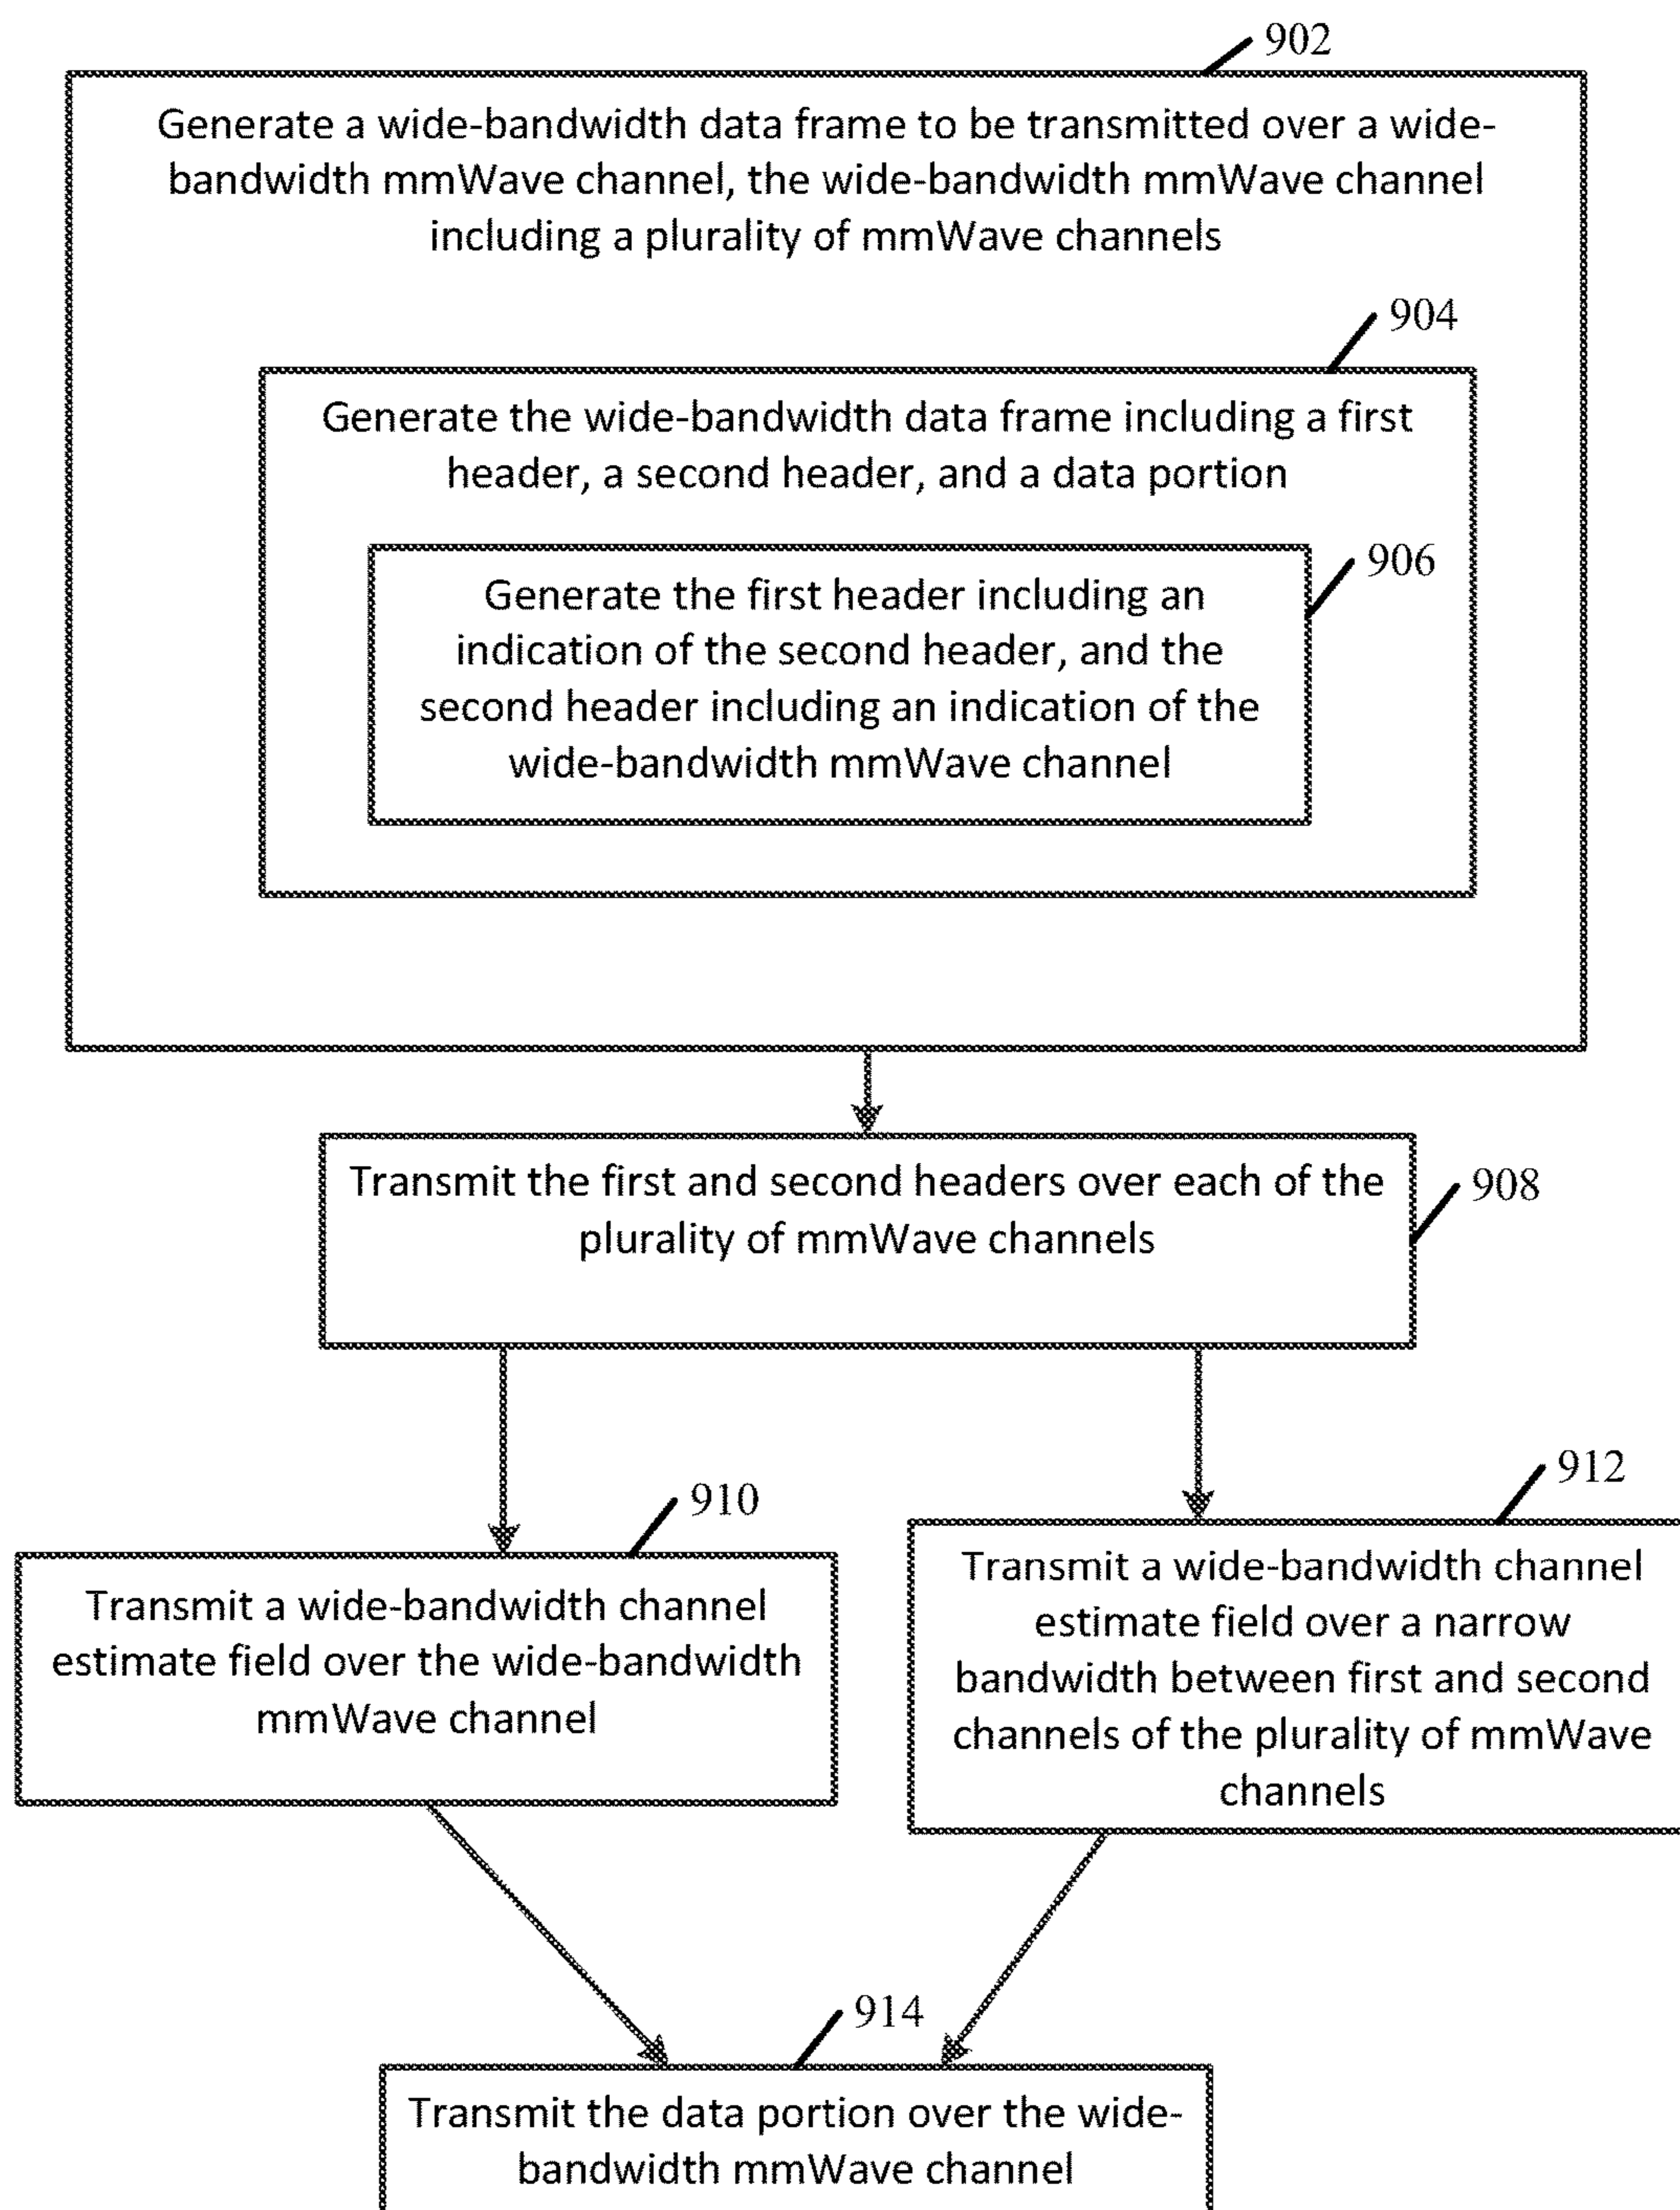 902
Generate a wide-bandwidth data frame to be transmitted over a wide-
bandwidth mmWave channel, the wide-bandwidth mmWave channel
including a plurality of mmWave channels
904
Generate the wide-bandwidth data frame including a first
header, a second header, and a data portion
906
Generate the first header including an
indication of the second header, and the
second header including an indication of the
wide-bandwidth mmWave channel
Transmit the first and second headers over each of the
plurality of mmWave channels
908
910
Transmit a wide-bandwidth channel
estimate field over the wide-bandwidth
mmWave channel
912
Transmit a wide-bandwidth channel
estimate field over a narrow
bandwidth between first and second
channels of the plurality of mmWave
channels
914
Transmit the data portion over the wide-
bandwidth mmWave channel